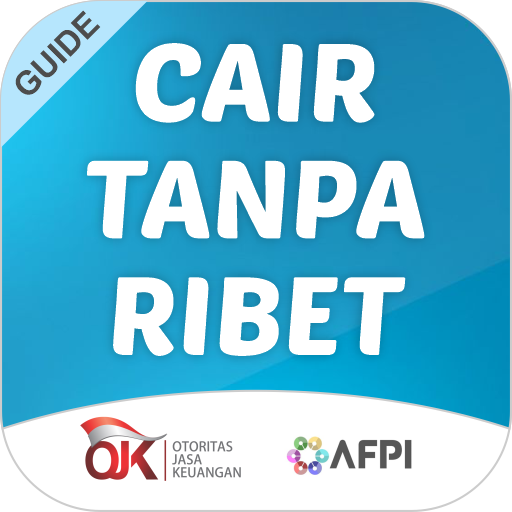 GUIDE
CAIR
TANPA
RIBET
OJK
OTORITAS
JASA
KEUANGAN
AFPI